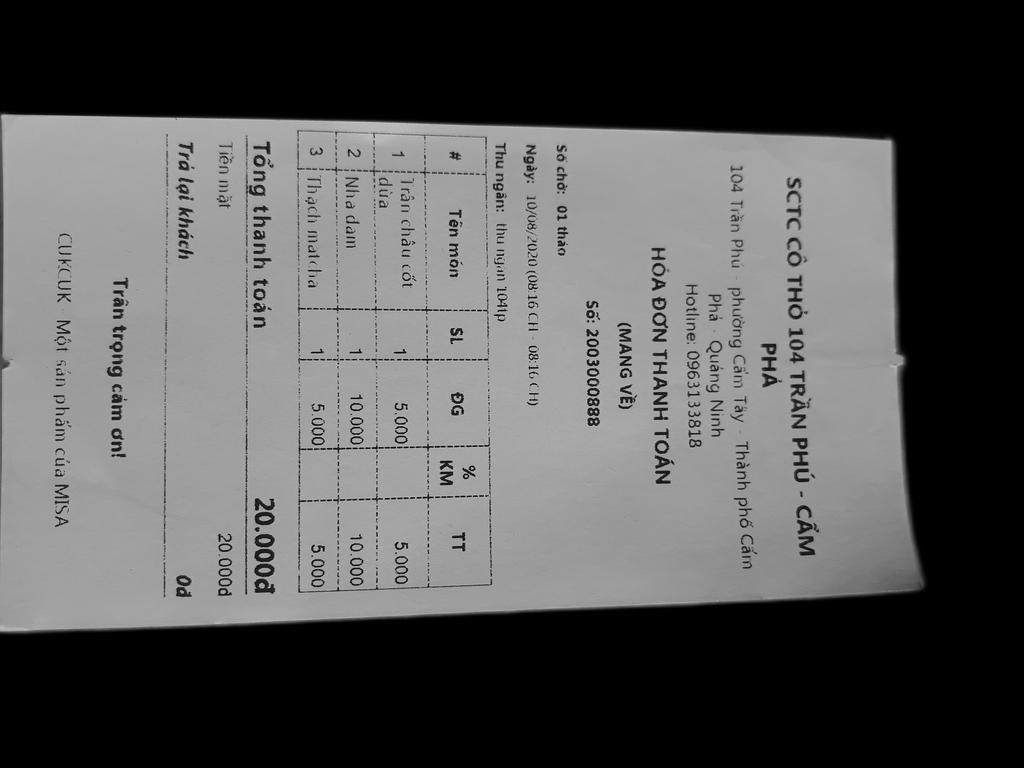 SCTC CÔ THỎ 104 TRẦN PHÚ - CẨM
PHẢ
104 Trần Phú - phường Cẩm Tây - Thành phố Cẩm
Phả - Quảng Ninh
Hotline: 0963133818
HÓA ĐƠN THANH TOÁN
(MANG VỀ)
Số: 2003000888
Số chờ: 01 thảo
Ngày: 10/08/2020 (08:16 CH - 08:16 CH)
Thu ngân: thu ngan 104tp
# Tên món SL ĐG % KM TT
1 Trân châu cốt 1 5.000 5.000
dừa
2 Nha đam 1 10.000 10.000
3 Thạch matcha 1 5.000 5.000
Tổng thanh toán 20.000đ
Tiền mặt 20.000đ
Trả lại khách 0đ
Trân trọng cảm ơn!
CUKCUK - Một sản phẩm của MISA